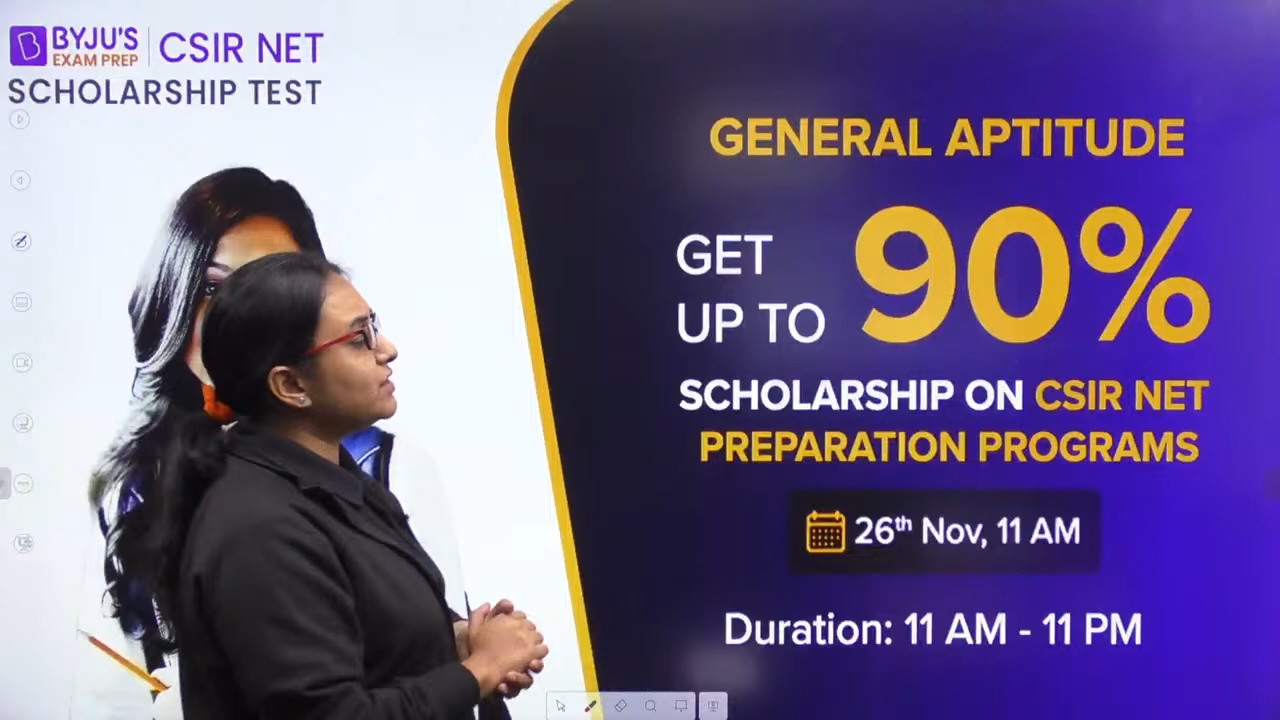 BYJU'S
EXAM PREP
CSIR NET
SCHOLARSHIP TEST
GENERAL APTITUDE
GET
UP TO
90%
SCHOLARSHIP ON CSIR NET
PREPARATION PROGRAMS
26th Nov, 11 AM
Duration: 11 AM - 11 PM